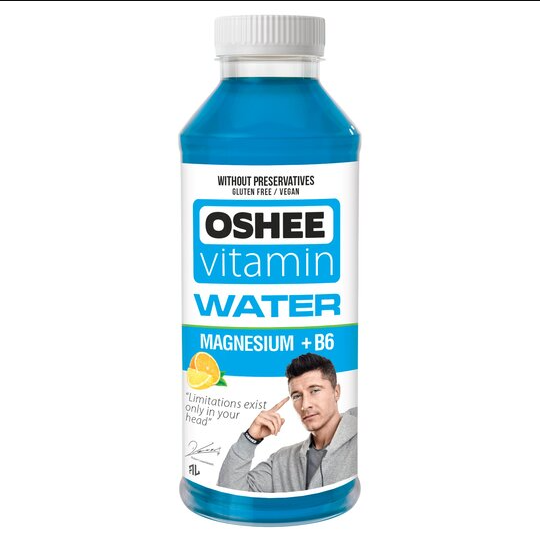 WITHOUT PRESERVATIVES
GLUTEN FREE / VEGAN
OSHEE
vitamin
WATER
MAGNESIUM + B6
"Limitations exist
only in your
head"